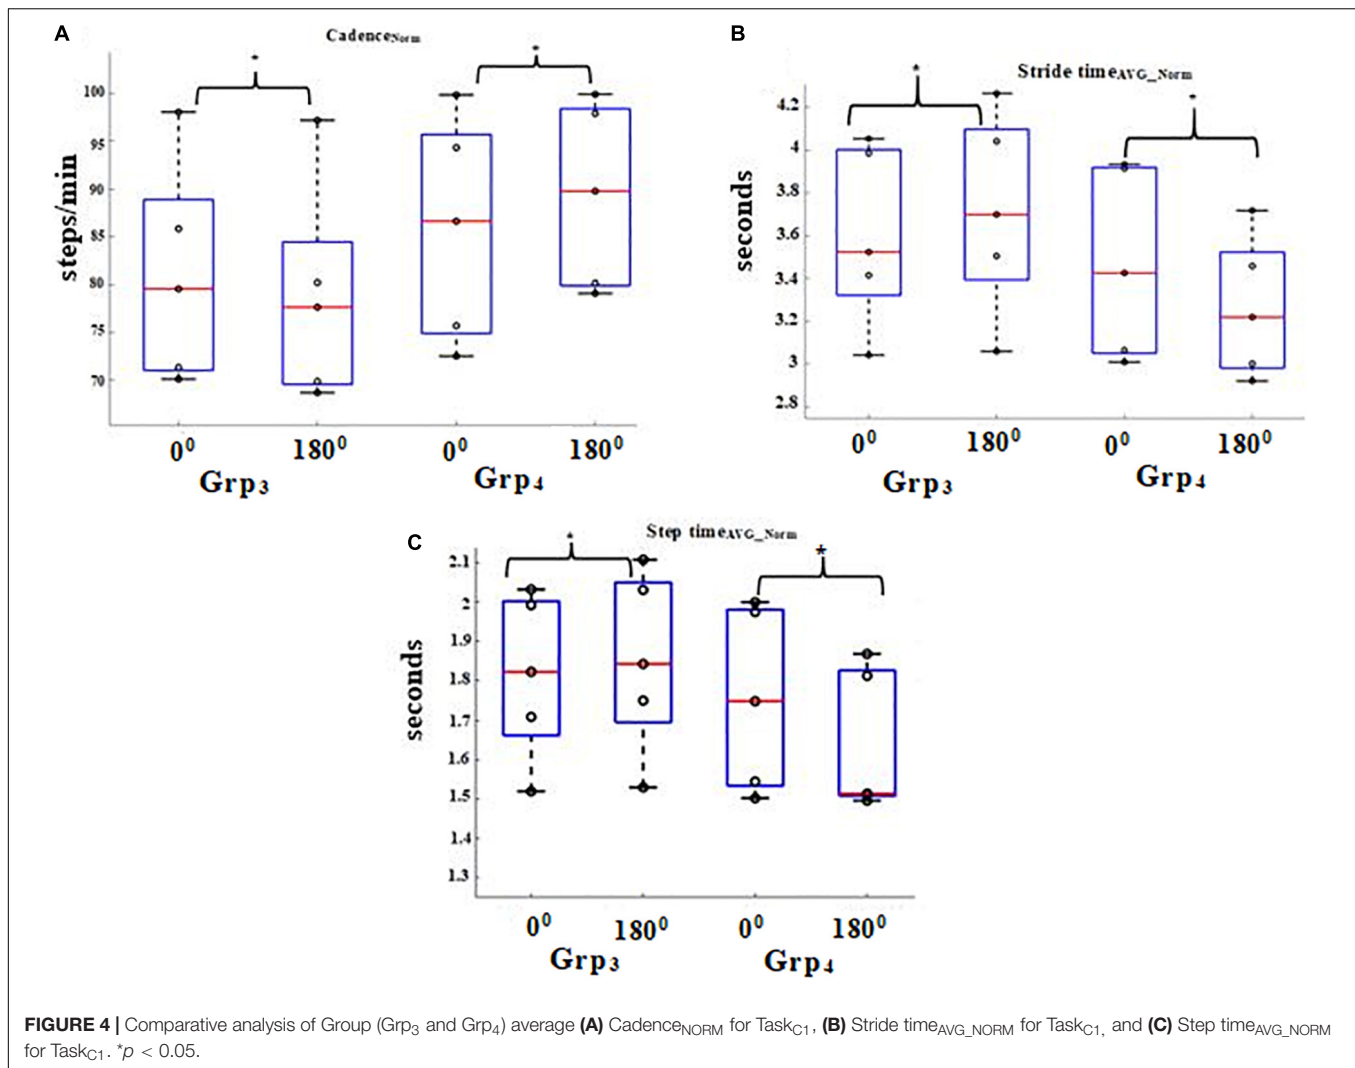 A
Cadence_Norm
*
*
steps/min
100
95
90
85
80
75
70
0⁰ 180⁰ 0⁰ 180⁰
Grp₃ Grp₄
B
Stride time_AVG_Norm
*
*
seconds
4.2
4
3.8
3.6
3.4
3.2
3
2.8
0⁰ 180⁰ 0⁰ 180⁰
Grp₃ Grp₄
C
Step time_AVG_Norm
*
*
seconds
2.1
2
1.9
1.8
1.7
1.6
1.5
1.4
1.3
0⁰ 180⁰ 0⁰ 180⁰
Grp₃ Grp₄
FIGURE 4 | Comparative analysis of Group (Grp₃ and Grp₄) average (A) Cadence_NORM for Task_C1, (B) Stride time_AVG_NORM for Task_C1, and (C) Step time_AVG_NORM
for Task_C1. *p < 0.05.